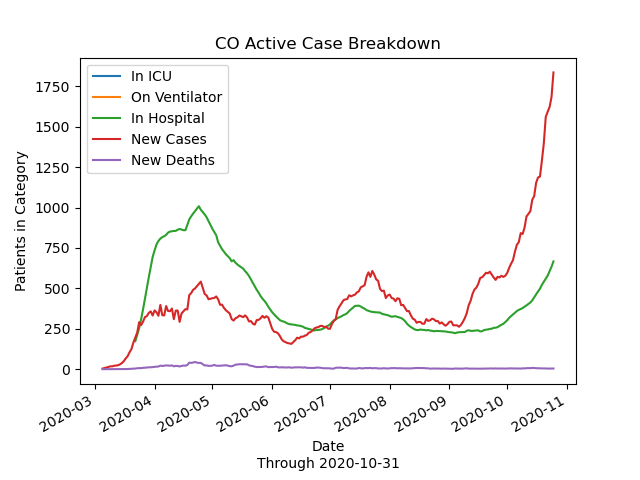 CO Active Case Breakdown
In ICU
On Ventilator
In Hospital
New Cases
New Deaths
Patients in Category
1750
1500
1250
1000
750
500
250
0
2020-03
2020-04
2020-05
2020-06
2020-07
2020-08
2020-09
2020-10
2020-11
Date
Through 2020-10-31